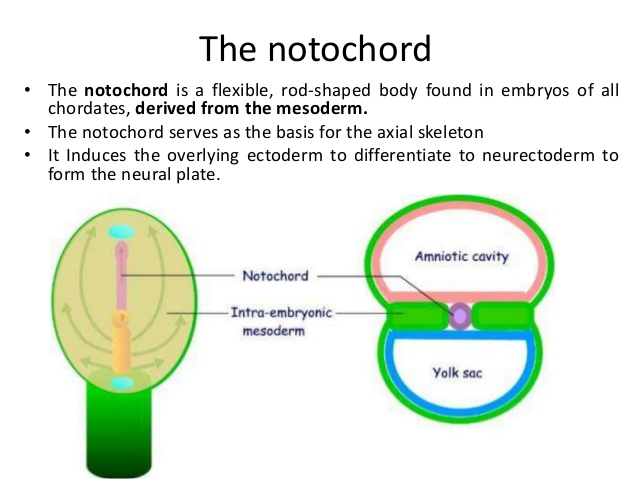 The notochord
• The notochord is a flexible, rod-shaped body found in embryos of all
chordates, derived from the mesoderm.
• The notochord serves as the basis for the axial skeleton
• It Induces the overlying ectoderm to differentiate to neurectoderm to
form the neural plate.
Amniotic cavity
Notochord
Intra-embryonic
mesoderm
Yolk sac